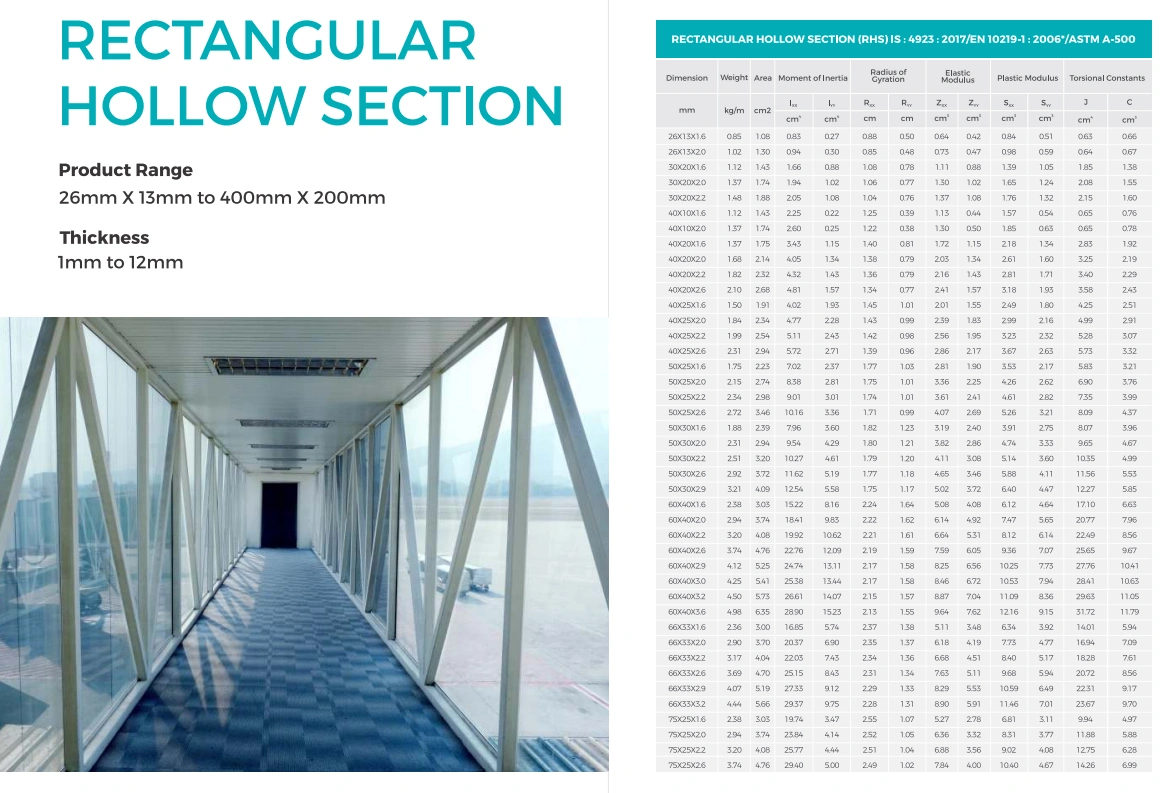 RECTANGULAR
HOLLOW SECTION
Product Range
26mm X 13mm to 400mm X 200mm
Thickness
1mm to 12mm
RECTANGULAR HOLLOW SECTION (RHS) IS : 4923 : 2017/EN 10219-1 : 2006*/ASTM A-500
Dimension Weight Area Moment of Inertia Radius of Gyration Elastic Modulus Plastic Modulus Torsional Constants
mm kg/m cm2 Ixx Iyy Rxx Ryy Zxx Zyy Sxx Syy J C
cm⁴ cm⁴ cm cm cm³ cm³ cm³ cm³ cm⁴ cm³
26X13X1.6 0.85 1.08 0.83 0.27 0.88 0.50 0.64 0.42 0.84 0.51 0.63 0.66
26X13X2.0 1.02 1.30 0.94 0.30 0.85 0.48 0.73 0.47 0.98 0.59 0.64 0.67
30X20X1.6 1.12 1.43 1.66 0.88 1.08 0.78 1.11 0.88 1.39 1.05 1.85 1.38
30X20X2.0 1.37 1.74 1.94 1.02 1.06 0.77 1.30 1.02 1.65 1.24 2.08 1.55
30X20X2.2 1.48 1.88 2.05 1.08 1.04 0.76 1.37 1.08 1.76 1.32 2.15 1.60
40X10X1.6 1.12 1.43 2.25 0.22 1.25 0.39 1.13 0.44 1.57 0.54 0.65 0.76
40X10X2.0 1.37 1.74 2.60 0.25 1.22 0.38 1.30 0.50 1.85 0.63 0.65 0.78
40X20X1.6 1.37 1.75 3.43 1.15 1.40 0.81 1.72 1.15 2.18 1.34 2.83 1.92
40X20X2.0 1.68 2.14 4.05 1.34 1.38 0.79 2.03 1.34 2.61 1.60 3.25 2.19
40X20X2.2 1.82 2.32 4.32 1.43 1.36 0.79 2.16 1.43 2.81 1.71 3.40 2.29
40X20X2.6 2.10 2.68 4.81 1.57 1.34 0.77 2.41 1.57 3.18 1.93 3.58 2.43
40X25X1.6 1.50 1.91 4.02 1.93 1.45 1.01 2.01 1.55 2.49 1.80 4.25 2.51
40X25X2.0 1.84 2.34 4.77 2.28 1.43 0.99 2.39 1.83 2.99 2.16 4.99 2.91
40X25X2.2 1.99 2.54 5.11 2.43 1.42 0.98 2.56 1.95 3.23 2.32 5.28 3.07
40X25X2.6 2.31 2.94 5.72 2.71 1.39 0.96 2.86 2.17 3.67 2.63 5.73 3.32
50X25X1.6 1.75 2.23 7.02 2.37 1.77 1.03 2.81 1.90 3.53 2.17 5.83 3.21
50X25X2.0 2.15 2.74 8.38 2.81 1.75 1.01 3.36 2.25 4.26 2.62 6.90 3.76
50X25X2.2 2.34 2.98 9.01 3.01 1.74 1.01 3.61 2.41 4.61 2.82 7.35 3.99
50X25X2.6 2.72 3.46 10.16 3.36 1.71 0.99 4.07 2.69 5.26 3.21 8.09 4.37
50X30X1.6 1.88 2.39 7.96 3.60 1.82 1.23 3.19 2.40 3.91 2.75 8.07 3.96
50X30X2.0 2.31 2.94 9.54 4.29 1.80 1.21 3.82 2.86 4.74 3.33 9.65 4.67
50X30X2.2 2.51 3.20 10.27 4.61 1.79 1.20 4.11 3.08 5.14 3.60 10.35 4.99
50X30X2.6 2.92 3.72 11.62 5.19 1.77 1.18 4.65 3.46 5.88 4.11 11.56 5.53
50X30X2.9 3.21 4.09 12.54 5.58 1.75 1.17 5.02 3.72 6.40 4.47 12.27 5.85
60X40X1.6 2.38 3.03 15.22 8.16 2.24 1.64 5.08 4.08 6.12 4.64 17.10 6.63
60X40X2.0 2.94 3.74 18.41 9.83 2.22 1.62 6.14 4.92 7.47 5.65 20.77 7.96
60X40X2.2 3.20 4.08 19.92 10.62 2.21 1.61 6.64 5.31 8.12 6.14 22.49 8.56
60X40X2.6 3.74 4.76 22.76 12.09 2.19 1.59 7.59 6.05 9.36 7.07 25.65 9.67
60X40X2.9 4.12 5.25 24.74 13.11 2.17 1.58 8.25 6.56 10.25 7.73 27.76 10.41
60X40X3.0 4.25 5.41 25.38 13.44 2.17 1.58 8.46 6.72 10.53 7.94 28.41 10.63
60X40X3.2 4.50 5.73 26.61 14.07 2.15 1.57 8.87 7.04 11.09 8.36 29.63 11.05
60X40X3.6 4.98 6.35 28.90 15.23 2.13 1.55 9.64 7.62 12.16 9.15 31.72 11.79
66X33X1.6 2.36 3.00 16.85 5.74 2.37 1.38 5.11 3.48 6.34 3.92 14.01 5.94
66X33X2.0 2.90 3.70 20.37 6.90 2.35 1.37 6.18 4.19 7.73 4.77 16.94 7.09
66X33X2.2 3.17 4.04 22.03 7.43 2.34 1.36 6.68 4.51 8.40 5.17 18.28 7.61
66X33X2.6 3.69 4.70 25.15 8.43 2.31 1.34 7.63 5.11 9.68 5.94 20.72 8.56
66X33X2.9 4.07 5.19 27.33 9.12 2.29 1.33 8.29 5.53 10.59 6.49 22.31 9.17
66X33X3.2 4.44 5.66 29.37 9.75 2.28 1.31 8.90 5.91 11.46 7.01 23.67 9.70
75X25X1.6 2.38 3.03 19.74 3.47 2.55 1.07 5.27 2.78 6.81 3.11 9.94 4.97
75X25X2.0 2.94 3.74 23.84 4.14 2.52 1.05 6.36 3.32 8.31 3.77 11.88 5.88
75X25X2.2 3.20 4.08 25.77 4.44 2.51 1.04 6.88 3.56 9.02 4.08 12.75 6.28
75X25X2.6 3.74 4.76 29.40 5.00 2.49 1.02 7.84 4.00 10.40 4.67 14.26 6.99